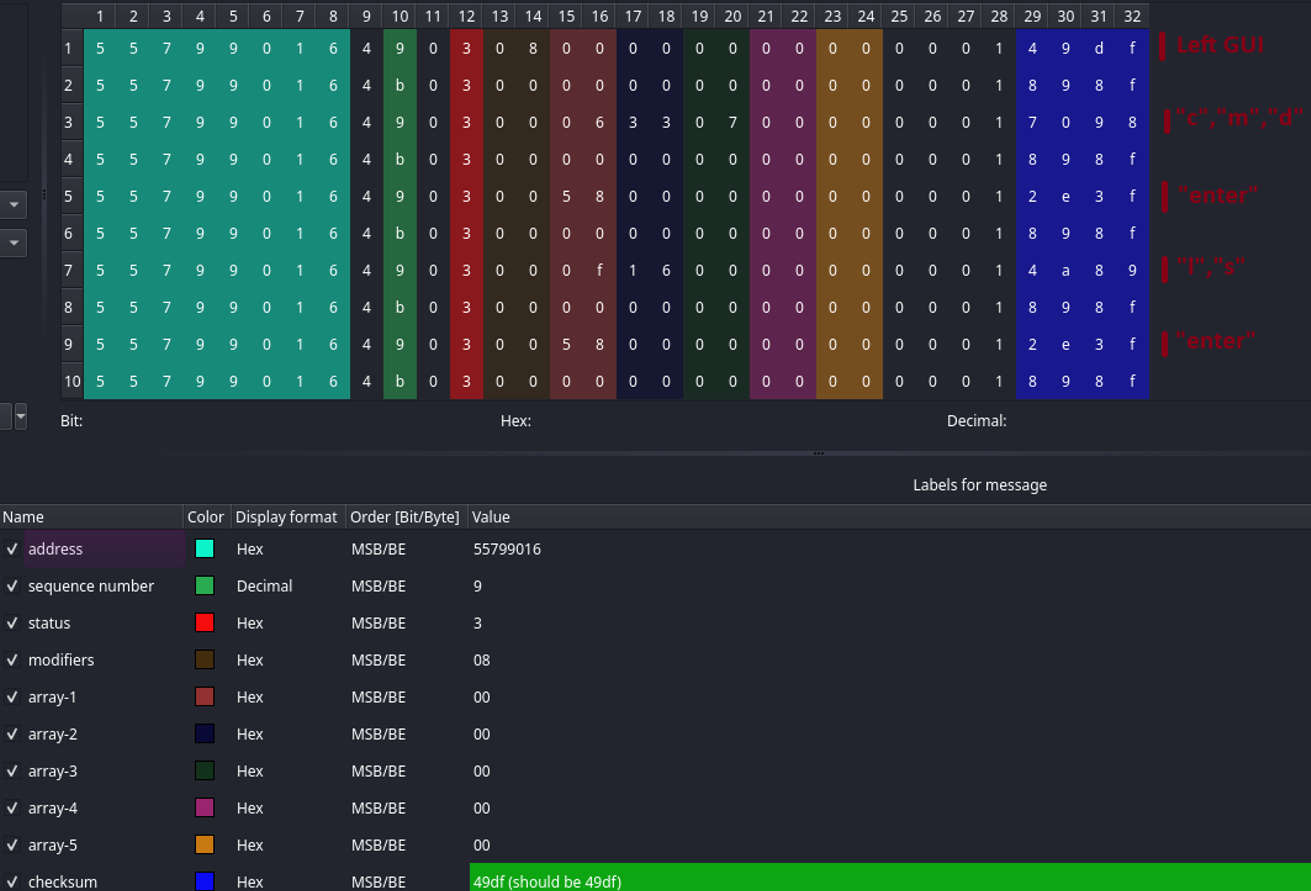 1 2 3 4 5 6 7 8 9 10 11 12 13 14 15 16 17 18 19 20 21 22 23 24 25 26 27 28 29 30 31 32
1 5 5 7 9 9 0 1 6 4 9 0 3 0 8 0 0 0 0 0 0 0 0 0 0 0 0 0 1 4 9 d f Left GUI
2 5 5 7 9 9 0 1 6 4 b 0 3 0 0 0 0 0 0 0 0 0 0 0 0 0 0 0 1 8 9 8 f
3 5 5 7 9 9 0 1 6 4 9 0 3 0 0 0 6 3 3 0 7 0 0 0 0 0 0 0 1 7 0 9 8 "c","m","d"
4 5 5 7 9 9 0 1 6 4 b 0 3 0 0 0 0 0 0 0 0 0 0 0 0 0 0 0 1 8 9 8 f
5 5 5 7 9 9 0 1 6 4 9 0 3 0 0 5 8 0 0 0 0 0 0 0 0 0 0 0 1 2 e 3 f "enter"
6 5 5 7 9 9 0 1 6 4 b 0 3 0 0 0 0 0 0 0 0 0 0 0 0 0 0 0 1 8 9 8 f
7 5 5 7 9 9 0 1 6 4 9 0 3 0 0 0 f 1 6 0 0 0 0 0 0 0 0 0 1 4 a 8 9 "l","s"
8 5 5 7 9 9 0 1 6 4 b 0 3 0 0 0 0 0 0 0 0 0 0 0 0 0 0 0 1 8 9 8 f
9 5 5 7 9 9 0 1 6 4 9 0 3 0 0 5 8 0 0 0 0 0 0 0 0 0 0 0 1 2 e 3 f "enter"
10 5 5 7 9 9 0 1 6 4 b 0 3 0 0 0 0 0 0 0 0 0 0 0 0 0 0 0 1 8 9 8 f
Bit: Hex: Decimal:
Labels for message
Name Color Display format Order [Bit/Byte] Value
address Hex MSB/BE 55799016
sequence number Decimal MSB/BE 9
status Hex MSB/BE 3
modifiers Hex MSB/BE 08
array-1 Hex MSB/BE 00
array-2 Hex MSB/BE 00
array-3 Hex MSB/BE 00
array-4 Hex MSB/BE 00
array-5 Hex MSB/BE 00
checksum Hex MSB/BE 49df (should be 49df)